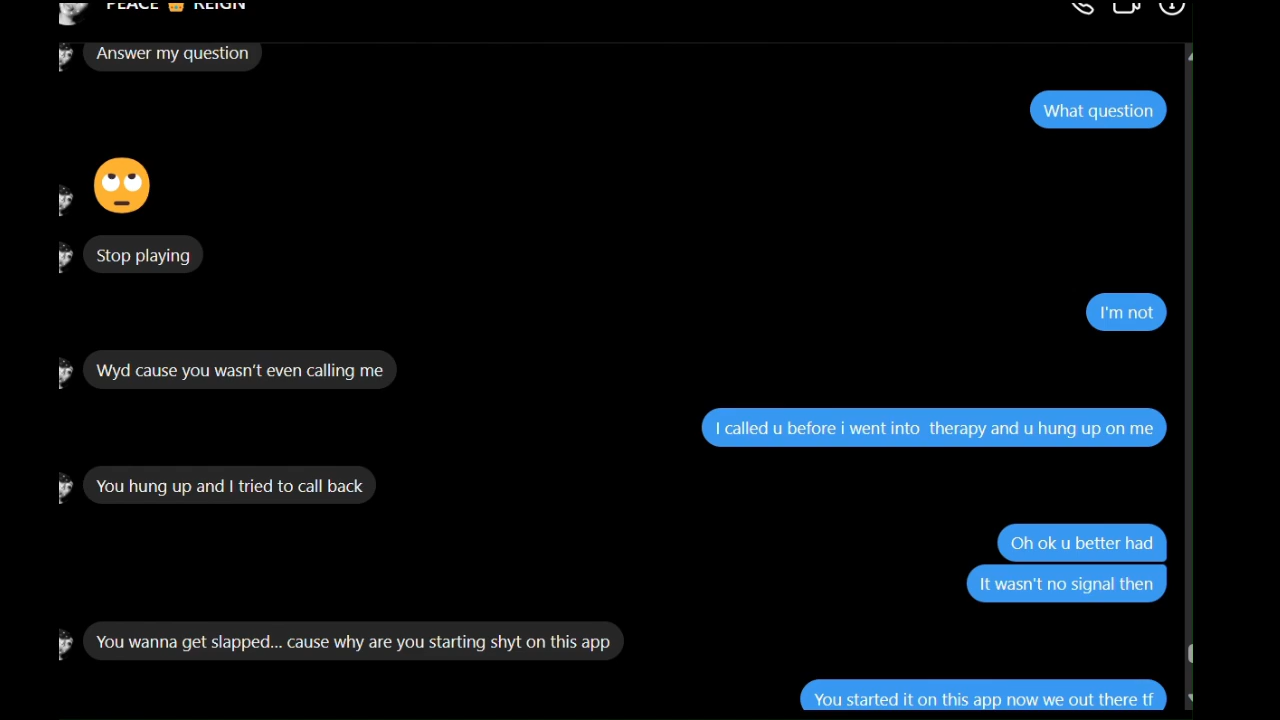 PEACE REIGN
Answer my question
What question
Stop playing
I'm not
Wyd cause you wasn't even calling me
I called u before i went into  therapy and u hung up on me
You hung up and I tried to call back
Oh ok u better had
It wasn't no signal then
You wanna get slapped... cause why are you starting shyt on this app
You started it on this app now we out there tf